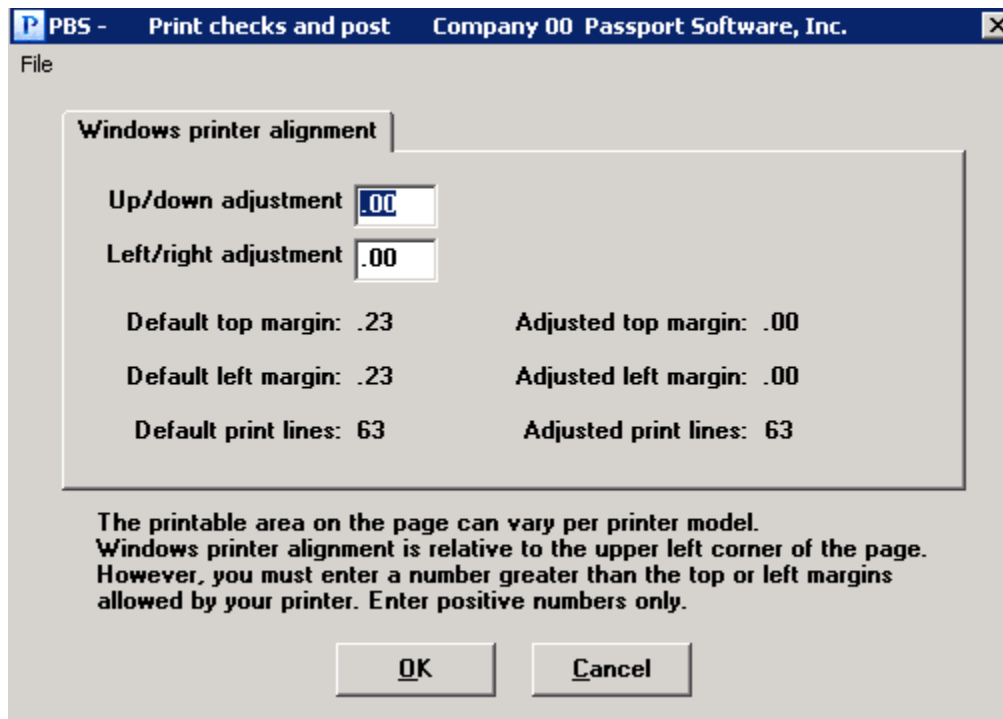 P PBS - Print checks and post Company 00 Passport Software, Inc.
File
Windows printer alignment
Up/down adjustment .00
Left/right adjustment .00
Default top margin: .23 Adjusted top margin: .00
Default left margin: .23 Adjusted left margin: .00
Default print lines: 63 Adjusted print lines: 63
The printable area on the page can vary per printer model.
Windows printer alignment is relative to the upper left corner of the page.
However, you must enter a number greater than the top or left margins
allowed by your printer. Enter positive numbers only.
OK Cancel